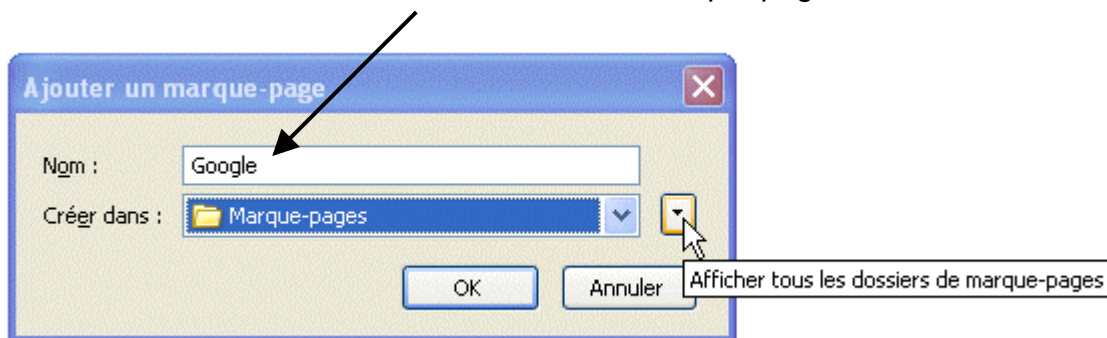 Ajouter un marque-page
Nom : Google
Créer dans : Marque-pages
OK Annuler
Afficher tous les dossiers de marque-pages